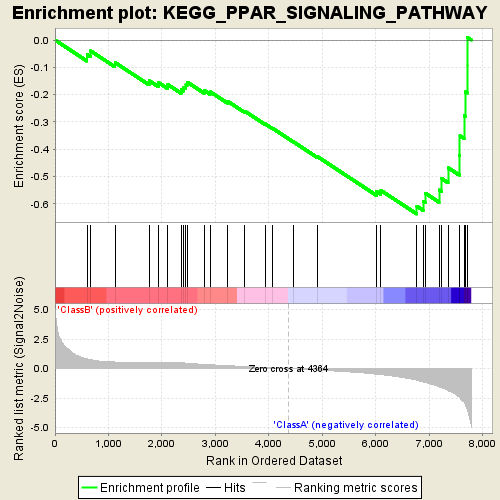 Enrichment plot: KEGG_PPAR_SIGNALING_PATHWAY
Enrichment score (ES)
0.0
-0.1
-0.2
-0.3
-0.4
-0.5
-0.6
Ranked list metric (Signal2Noise)
5.0
2.5
0.0
-2.5
-5.0
'ClassB' (positively correlated)
Zero cross at 4364
'ClassA' (negatively correlated)
0 1,000 2,000 3,000 4,000 5,000 6,000 7,000 8,000
Rank in Ordered Dataset
Enrichment profile Hits Ranking metric scores